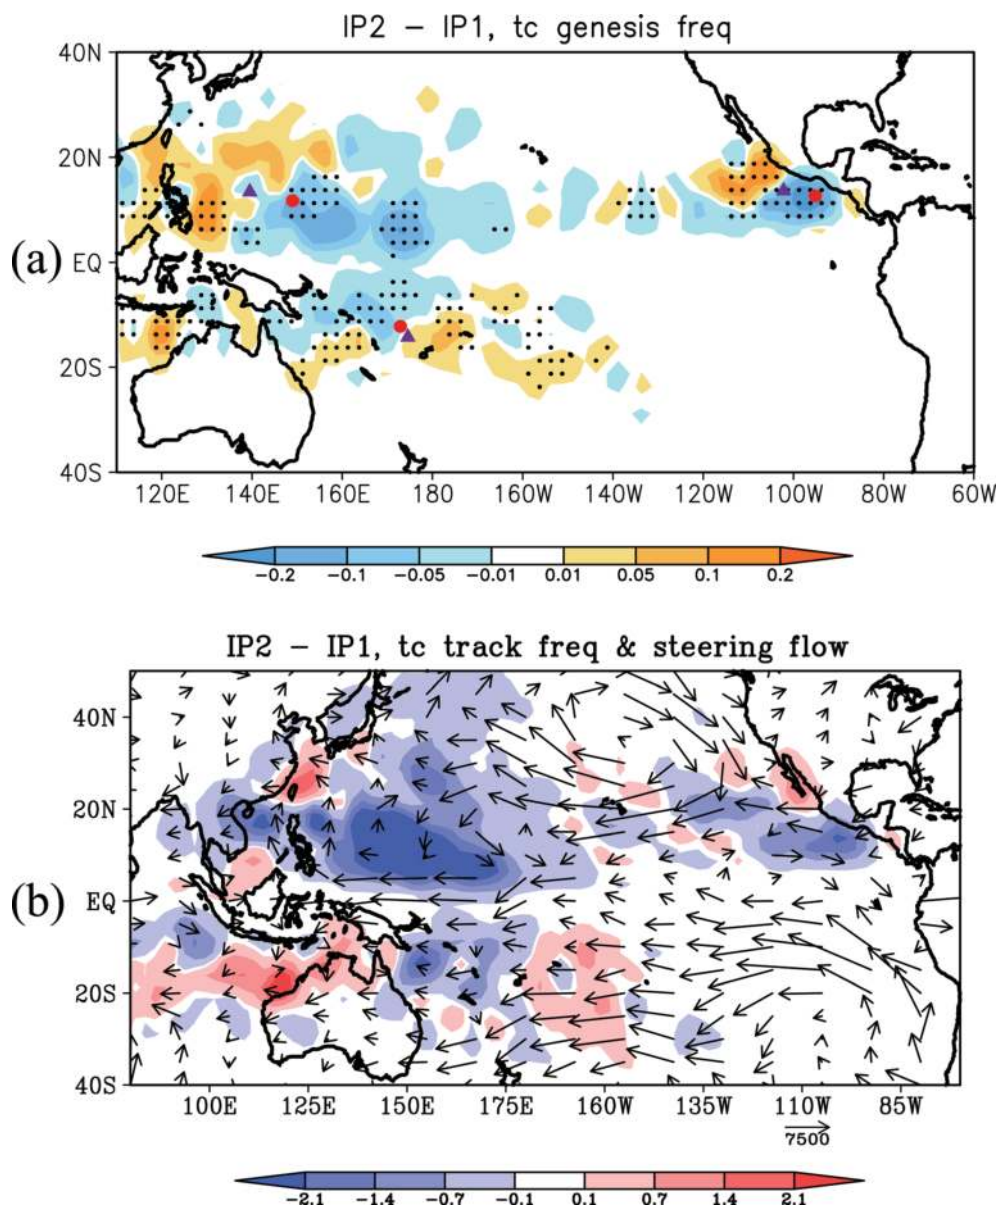 IP2 − IP1, tc genesis freq
40N
20N
(a)
EQ
20S
40S
120E 140E 160E 180 160W 140W 120W 100W 80W 60W
−0.2 −0.1 −0.05 −0.01 0.01 0.05 0.1 0.2
IP2 − IP1, tc track freq & steering flow
40N
20N
(b)
EQ
20S
40S
100E 125E 150E 175E 160W 135W 110W 85W
7500
−2.1 −1.4 −0.7 −0.1 0.1 0.7 1.4 2.1